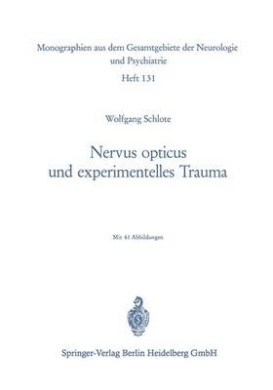 Monographien aus dem Gesamtgebiete der Neurologie
und Psychiatrie
Heft 131
Wolfgang Schlote
Nervus opticus
und experimentelles Trauma
Mit 61 Abbildungen
Springer-Verlag Berlin Heidelberg GmbH